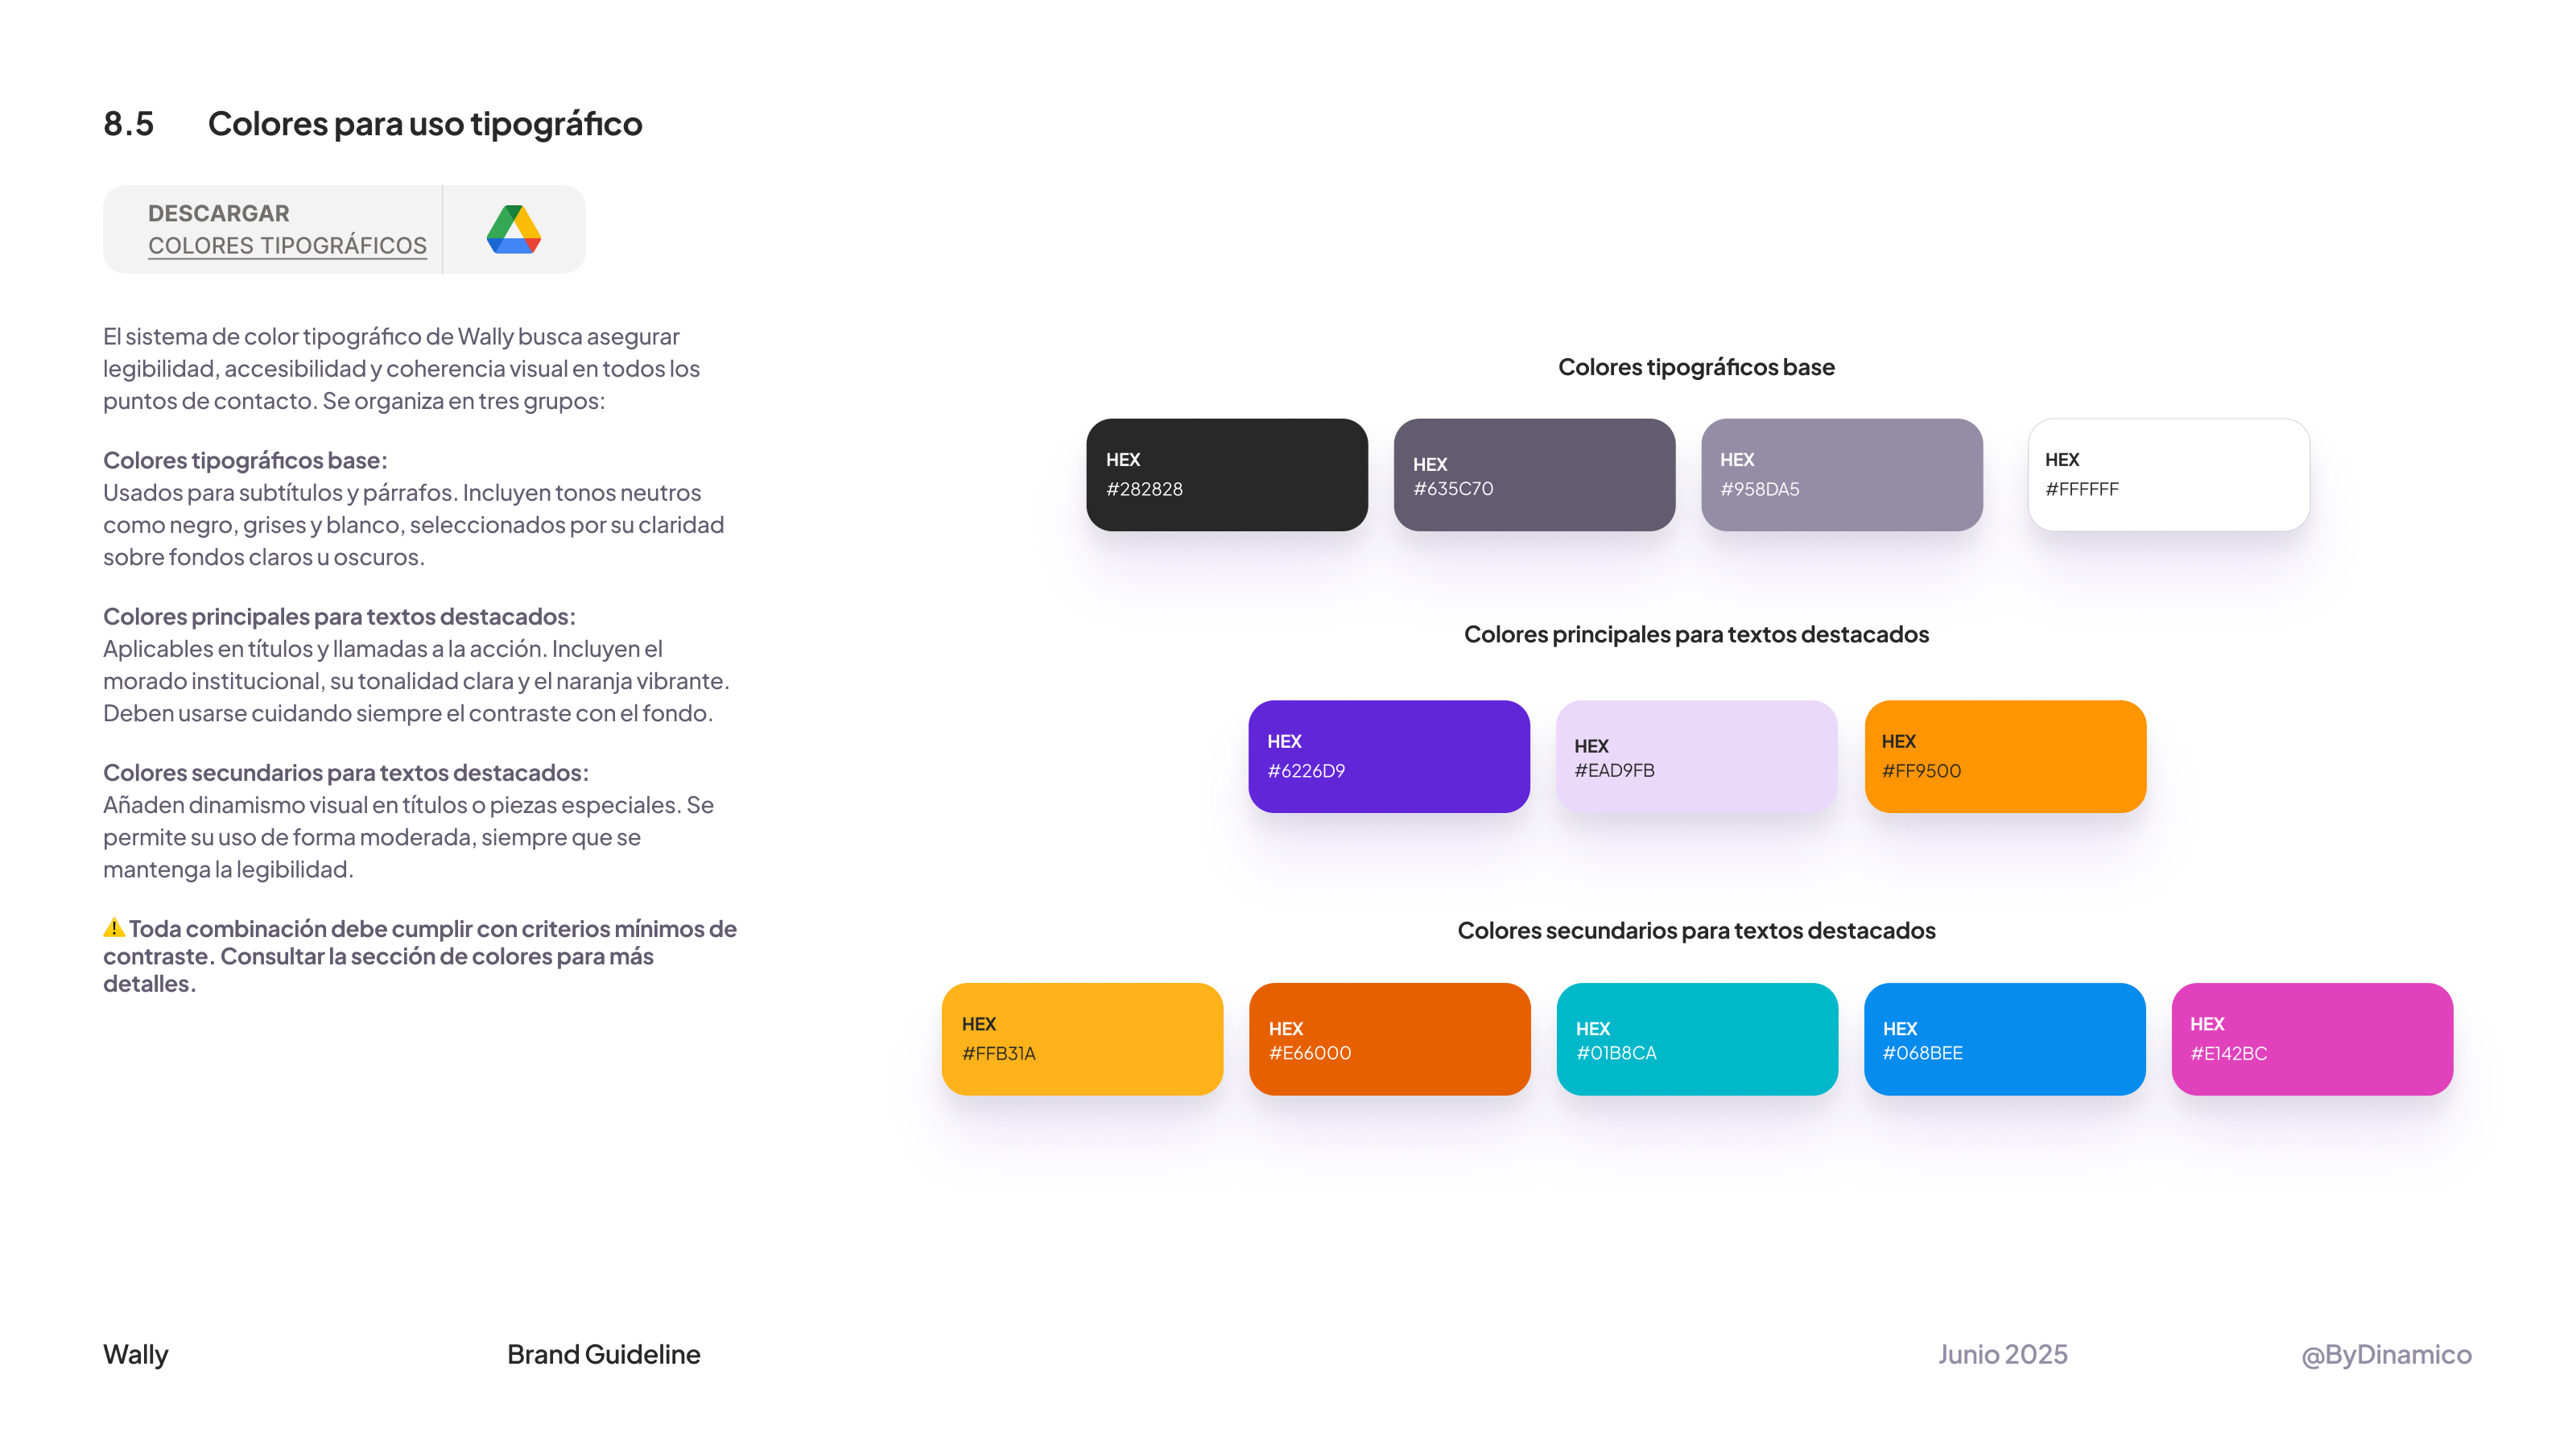 8.5 Colores para uso tipográfico
DESCARGAR
COLORES TIPOGRÁFICOS
El sistema de color tipográfico de Wally busca asegurar
legibilidad, accesibilidad y coherencia visual en todos los
puntos de contacto. Se organiza en tres grupos:
Colores tipográficos base:
Usados para subtítulos y párrafos. Incluyen tonos neutros
como negro, grises y blanco, seleccionados por su claridad
sobre fondos claros u oscuros.
Colores principales para textos destacados:
Aplicables en títulos y llamadas a la acción. Incluyen el
morado institucional, su tonalidad clara y el naranja vibrante.
Deben usarse cuidando siempre el contraste con el fondo.
Colores secundarios para textos destacados:
Añaden dinamismo visual en títulos o piezas especiales. Se
permite su uso de forma moderada, siempre que se
mantenga la legibilidad.
⚠️ Toda combinación debe cumplir con criterios mínimos de
contraste. Consultar la sección de colores para más
detalles.
Colores tipográficos base
HEX
#282828
HEX
#635C70
HEX
#958DA5
HEX
#FFFFFF
Colores principales para textos destacados
HEX
#6226D9
HEX
#EAD9FB
HEX
#FF9500
Colores secundarios para textos destacados
HEX
#FFB31A
HEX
#E66000
HEX
#01B8CA
HEX
#068BEE
HEX
#E142BC
Wally Brand Guideline Junio 2025 @ByDinamico